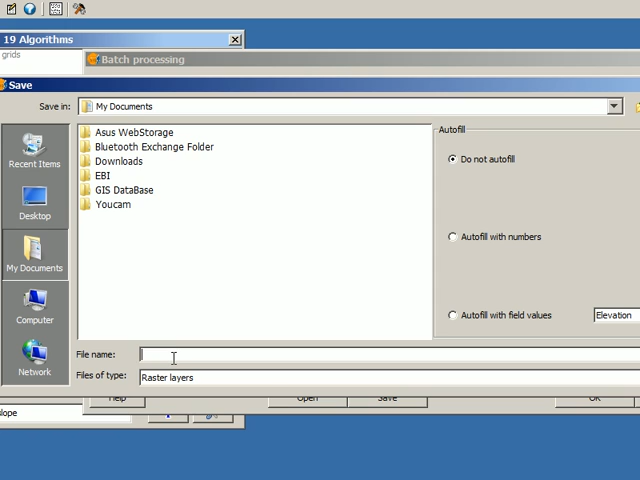 19 Algorithms
grids
Batch processing
Save
Save in:
My Documents
Autofill
Asus WebStorage
Bluetooth Exchange Folder
Downloads
EBI
GIS DataBase
Youcam
Do not autofill
Autofill with numbers
Autofill with field values
Elevation
Recent Items
Desktop
My Documents
Computer
Network
File name:
Files of type:
Raster layers
Help
Open
Save
OK
slope